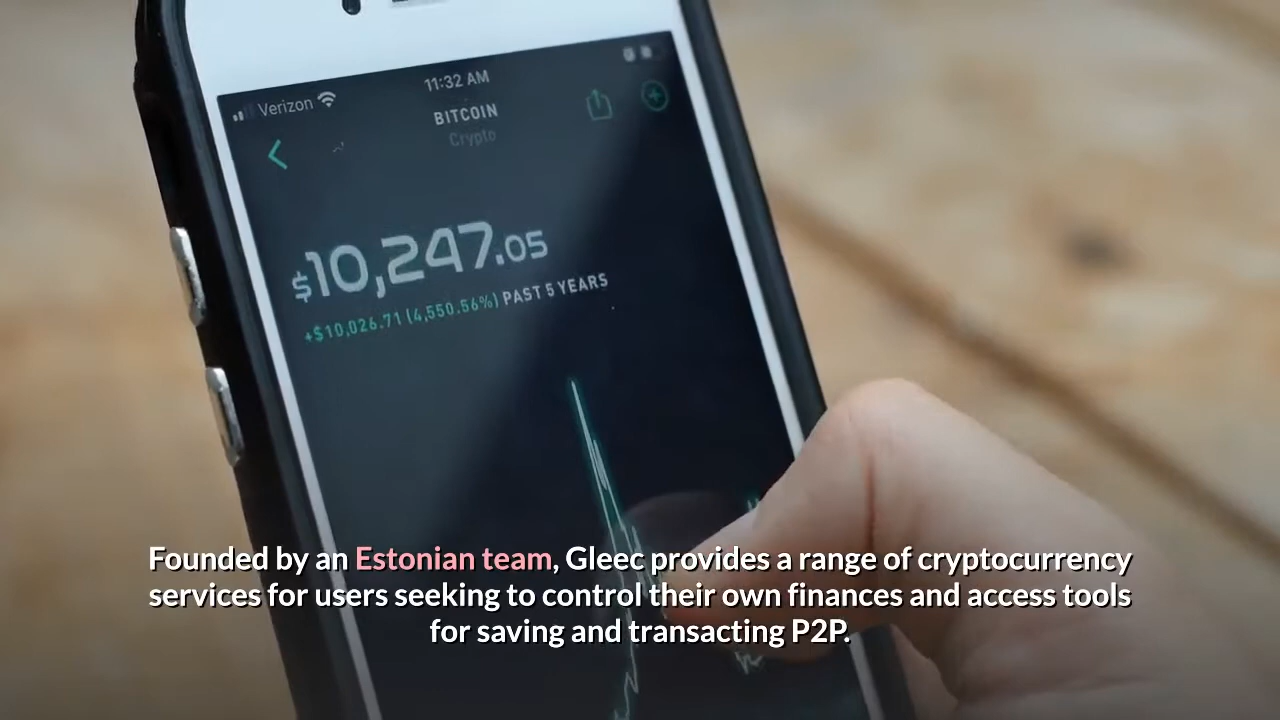 Verizon
11:32 AM
BITCOIN
Crypto
$10,247.05
+$10,026.71 (4,550.56%) PAST 5 YEARS
Founded by an Estonian team, Gleec provides a range of cryptocurrency
services for users seeking to control their own finances and access tools
for saving and transacting P2P.